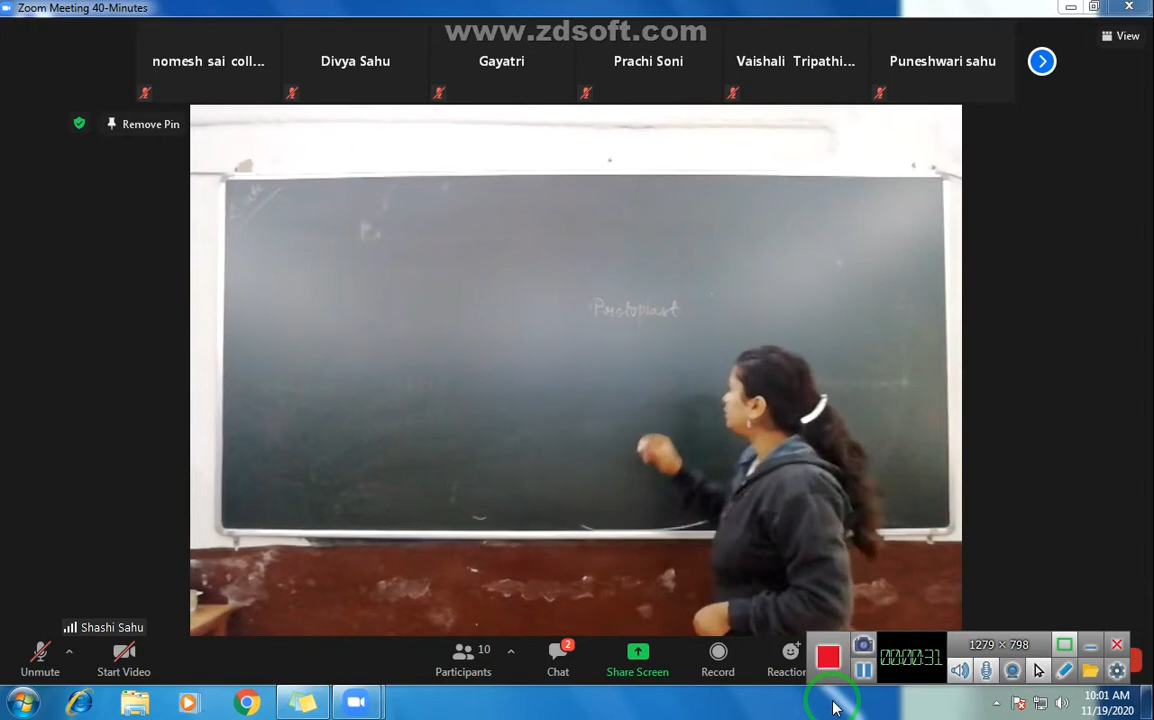 Zoom Meeting 40-Minutes
www.zdsoft.com
View
nomesh sai coll...
Divya Sahu
Gayatri
Prachi Soni
Vaishali Tripathi...
Puneshwari sahu
Remove Pin
Protoplast
Shashi Sahu
Unmute
Start Video
10
Participants
2
Chat
Share Screen
Record
Reaction
00:00:31
1279 × 798
10:01 AM
11/19/2020